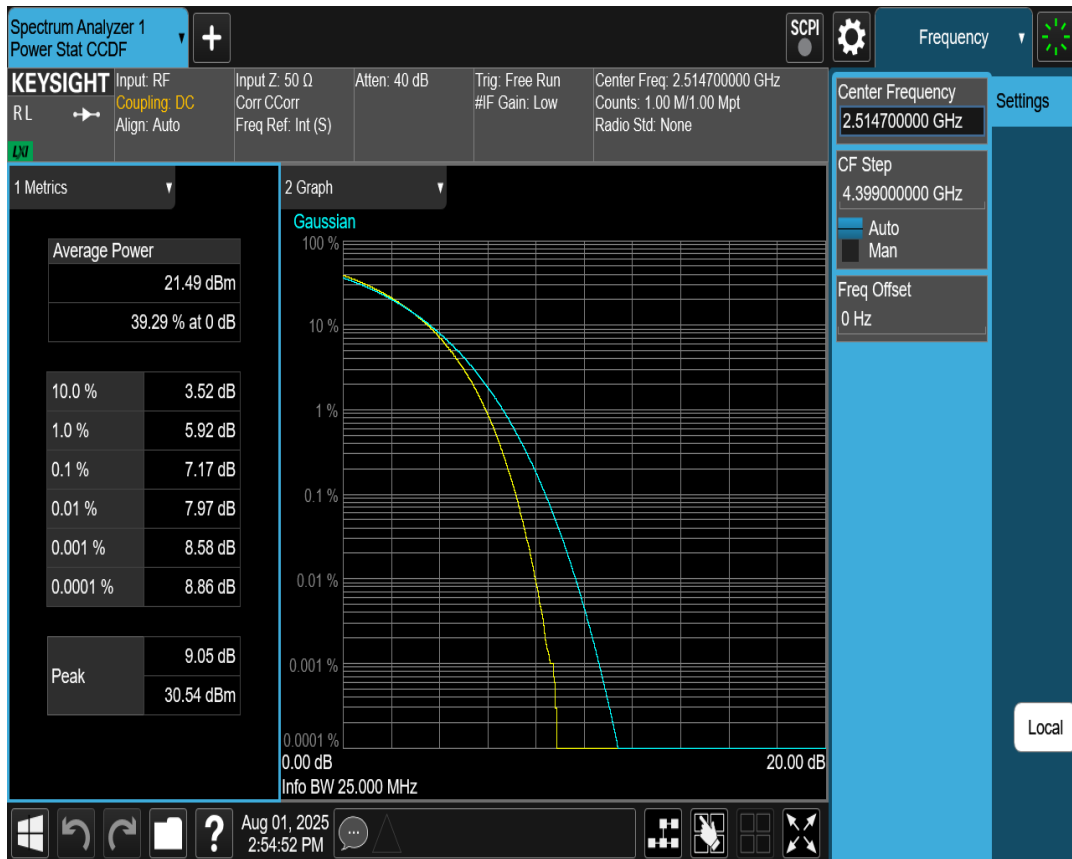 Spectrum Analyzer 1
Power Stat CCDF
+
SCPI
Frequency
KEYSIGHT
RL
LXI
Input: RF
Coupling: DC
Align: Auto
Input Z: 50 Ω
Corr CCorr
Freq Ref: Int (S)
Atten: 40 dB
Trig: Free Run
#IF Gain: Low
Center Freq: 2.514700000 GHz
Counts: 1.00 M/1.00 Mpt
Radio Std: None
Center Frequency
2.514700000 GHz
Settings
CF Step
4.399000000 GHz
Auto
Man
Freq Offset
0 Hz
Local
1 Metrics
Average Power
21.49 dBm
39.29 % at 0 dB
10.0 % 3.52 dB
1.0 % 5.92 dB
0.1 % 7.17 dB
0.01 % 7.97 dB
0.001 % 8.58 dB
0.0001 % 8.86 dB
Peak
9.05 dB
30.54 dBm
2 Graph
Gaussian
100 %
10 %
1 %
0.1 %
0.01 %
0.001 %
0.0001 %
0.00 dB 20.00 dB
Info BW 25.000 MHz
?
Aug 01, 2025
2:54:52 PM